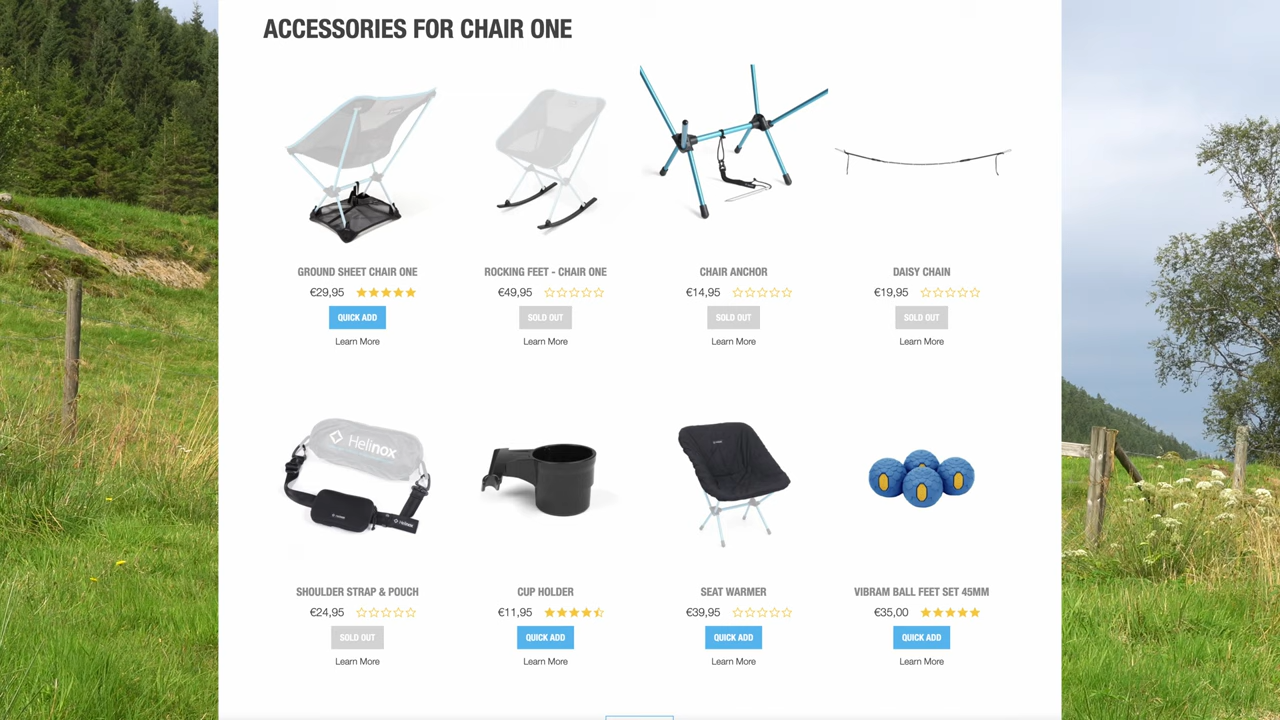 ACCESSORIES FOR CHAIR ONE
GROUND SHEET CHAIR ONE
€29,95
QUICK ADD
Learn More
ROCKING FEET - CHAIR ONE
€49,95
SOLD OUT
Learn More
CHAIR ANCHOR
€14,95
SOLD OUT
Learn More
DAISY CHAIN
€19,95
SOLD OUT
Learn More
Helinox
Helinox
SHOULDER STRAP & POUCH
€24,95
SOLD OUT
Learn More
CUP HOLDER
€11,95
QUICK ADD
Learn More
SEAT WARMER
€39,95
QUICK ADD
Learn More
VIBRAM BALL FEET SET 45MM
€35,00
QUICK ADD
Learn More